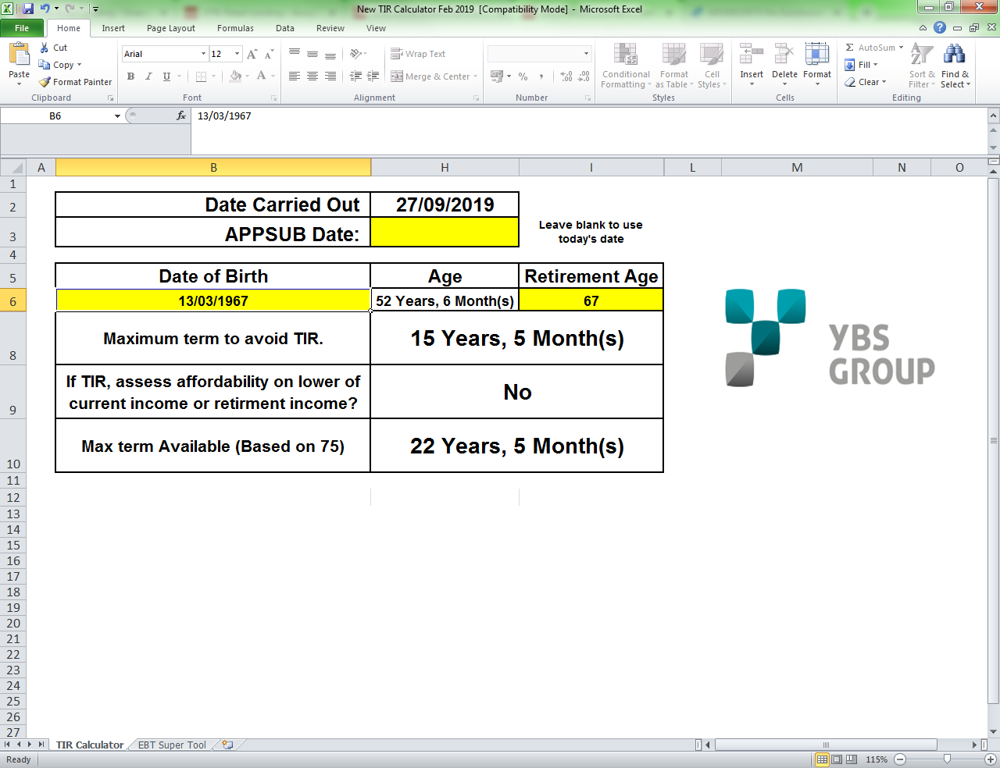 New TIR Calculator Feb 2019 [Compatibility Mode] - Microsoft Excel
File Home Insert Page Layout Formulas Data Review View
Paste
Cut
Copy
Format Painter
Clipboard
Arial 12
B I U
Font
Wrap Text
Merge & Center
Alignment
% ,
Number
Conditional Formatting
Format as Table
Cell Styles
Styles
Insert Delete Format
Cells
Σ AutoSum
Fill
Clear
Sort & Filter
Find & Select
Editing
B6 fx 13/03/1967
A B H I L M N O
1
2 Date Carried Out 27/09/2019
3 APPSUB Date:
Leave blank to use
today's date
4
5 Date of Birth Age Retirement Age
6 13/03/1967 52 Years, 6 Month(s) 67
8 Maximum term to avoid TIR. 15 Years, 5 Month(s)
YBS
GROUP
9 If TIR, assess affordability on lower of
current income or retirment income? No
10 Max term Available (Based on 75) 22 Years, 5 Month(s)
11
12
13
14
15
16
17
18
19
20
21
22
23
24
25
26
27
TIR Calculator EBT Super Tool
Ready 115%